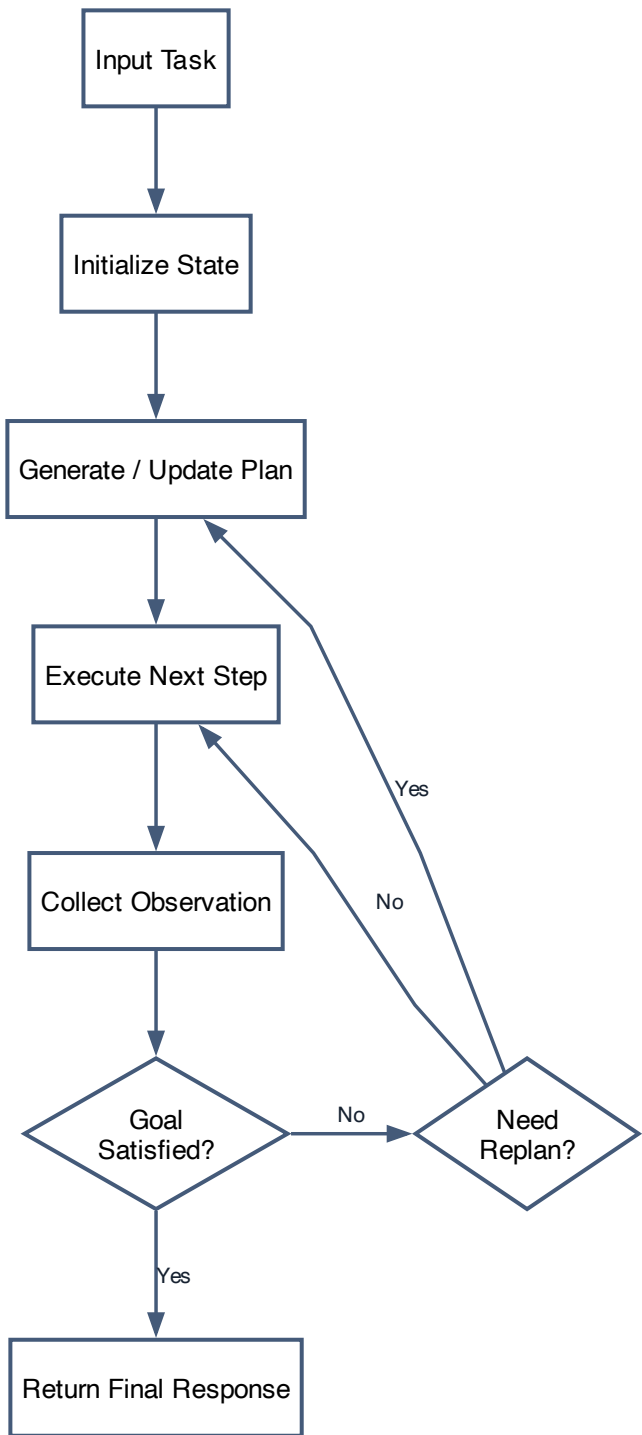 Input Task
Initialize State
Generate / Update Plan
Execute Next Step
Yes
Collect Observation
No
Goal
Satisfied?
No
Need
Replan?
Yes
Return Final Response